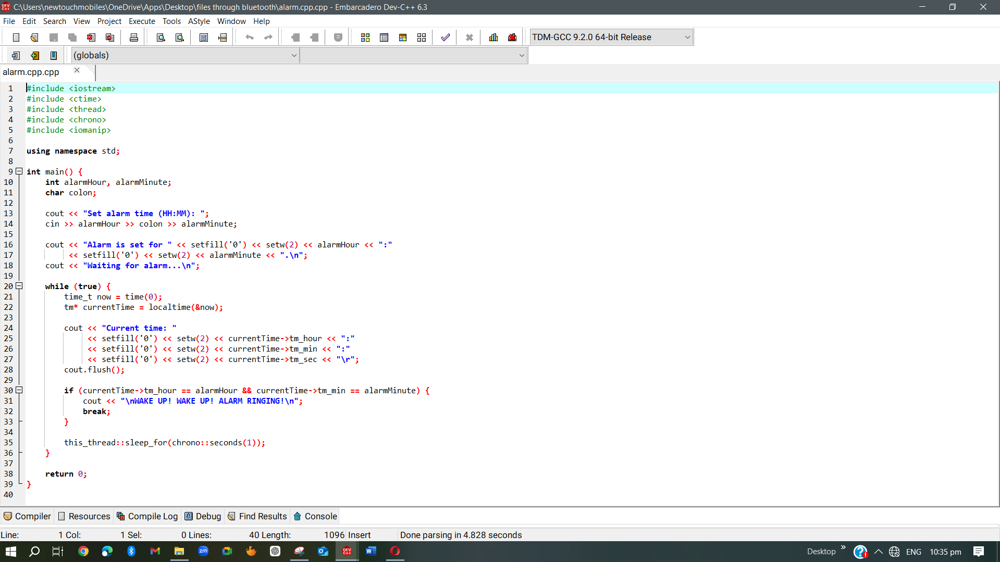 C:\Users\newtouchmobiles\OneDrive\Apps\Desktop\files through bluetooth\alarm.cpp.cpp - Embarcadero Dev-C++ 6.3
File Edit Search View Project Execute Tools AStyle Window Help
TDM-GCC 9.2.0 64-bit Release
(globals)
alarm.cpp.cpp
1 #include <iostream>
2 #include <ctime>
3 #include <thread>
4 #include <chrono>
5 #include <iomanip>
6
7 using namespace std;
8
9 int main() {
10     int alarmHour, alarmMinute;
11     char colon;
12
13     cout << "Set alarm time (HH:MM): ";
14     cin >> alarmHour >> colon >> alarmMinute;
15
16     cout << "Alarm is set for " << setfill('0') << setw(2) << alarmHour << ":"
17          << setfill('0') << setw(2) << alarmMinute << ".\n";
18     cout << "Waiting for alarm...\n";
19
20     while (true) {
21         time_t now = time(0);
22         tm* currentTime = localtime(&now);
23
24         cout << "Current time: "
25              << setfill('0') << setw(2) << currentTime->tm_hour << ":"
26              << setfill('0') << setw(2) << currentTime->tm_min << ":"
27              << setfill('0') << setw(2) << currentTime->tm_sec << "\r";
28         cout.flush();
29
30         if (currentTime->tm_hour == alarmHour && currentTime->tm_min == alarmMinute) {
31             cout << "\nWAKE UP! WAKE UP! ALARM RINGING!\n";
32             break;
33         }
34
35         this_thread::sleep_for(chrono::seconds(1));
36     }
37
38     return 0;
39 }
40
Compiler Resources Compile Log Debug Find Results Console
Line: 1 Col: 1 Sel: 0 Lines: 40 Length: 1096 Insert Done parsing in 4.828 seconds
zm DEV C++ W Desktop » ENG 10:35 pm